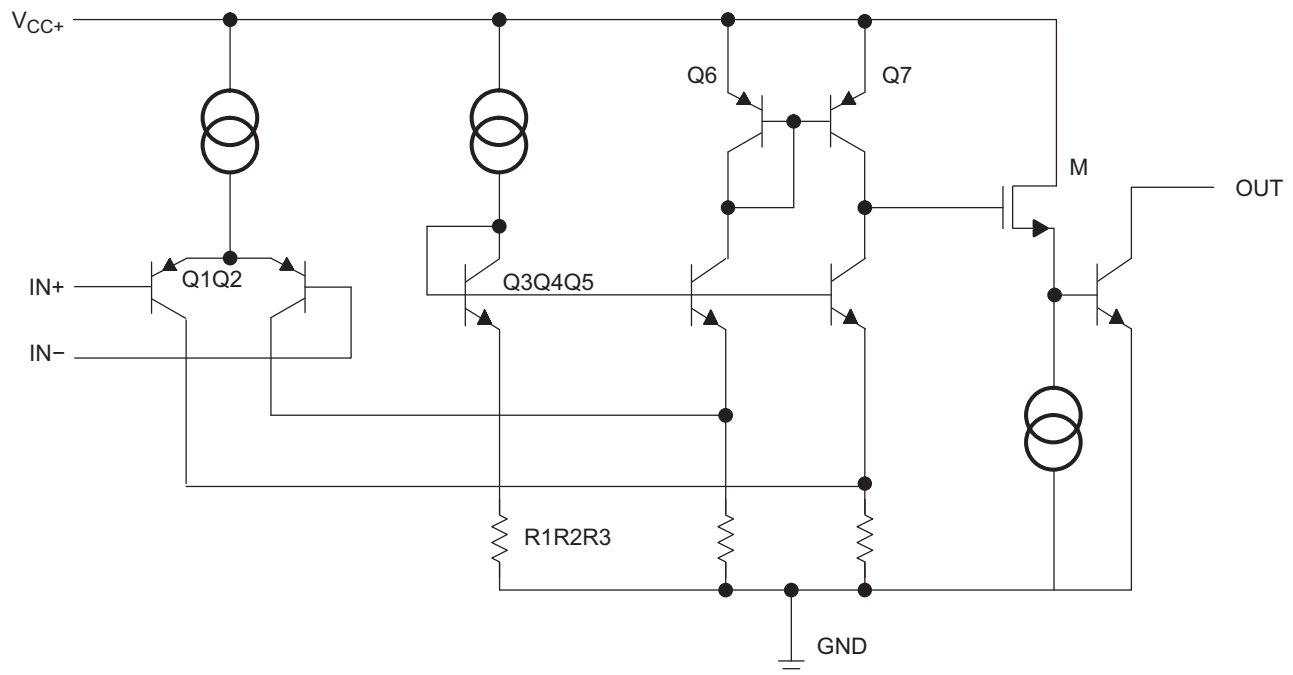 VCC+
Q6
Q7
M
OUT
Q1Q2
IN+
Q3Q4Q5
IN−
R1R2R3
GND